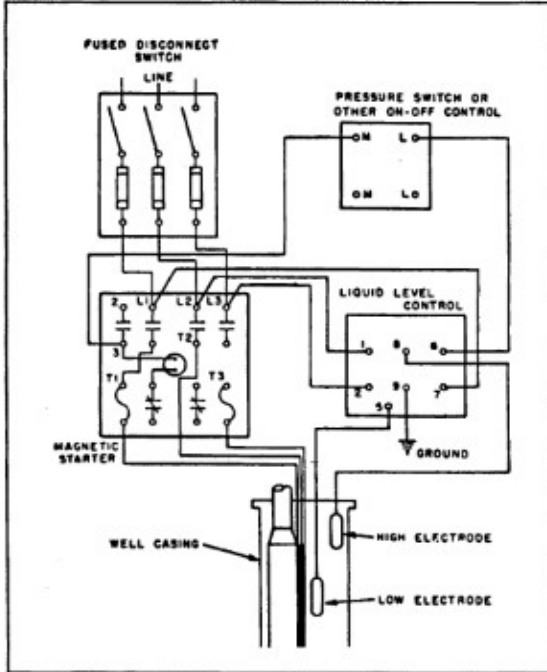 FUSED DISCONNECT
SWITCH
LINE
PRESSURE SWITCH OR
OTHER ON-OFF CONTROL
M L
M L
2 L1 L2 L3
LIQUID LEVEL
CONTROL
T2
3
1 8 6
T1 T3
2 9 7
5
MAGNETIC
STARTER
GROUND
WELL CASING
HIGH ELECTRODE
LOW ELECTRODE